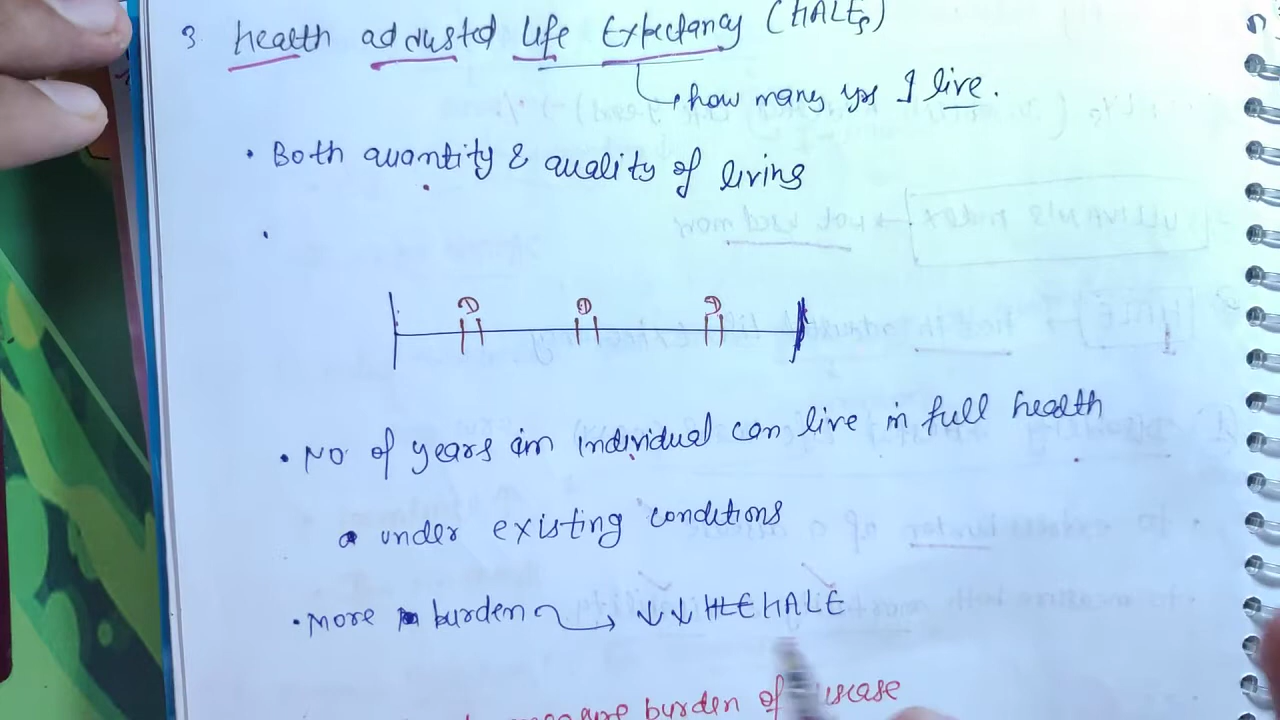 3 Health adjusted life Expectancy (HALEs)
how many yrs I live.
• Both quantity & quality of living
•
D D D
• No of years an individual can live in full health
under existing conditions
• More burden → ↓↓ HALE
burden of disease